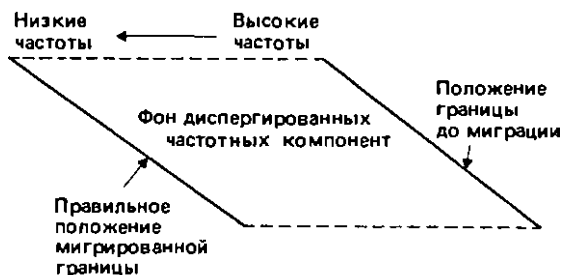 Низкие
частоты
Высокие
частоты
Положение
границы
до миграции
Фон диспергированных
частотных компонент
Правильное
положение
мигрированной
границы